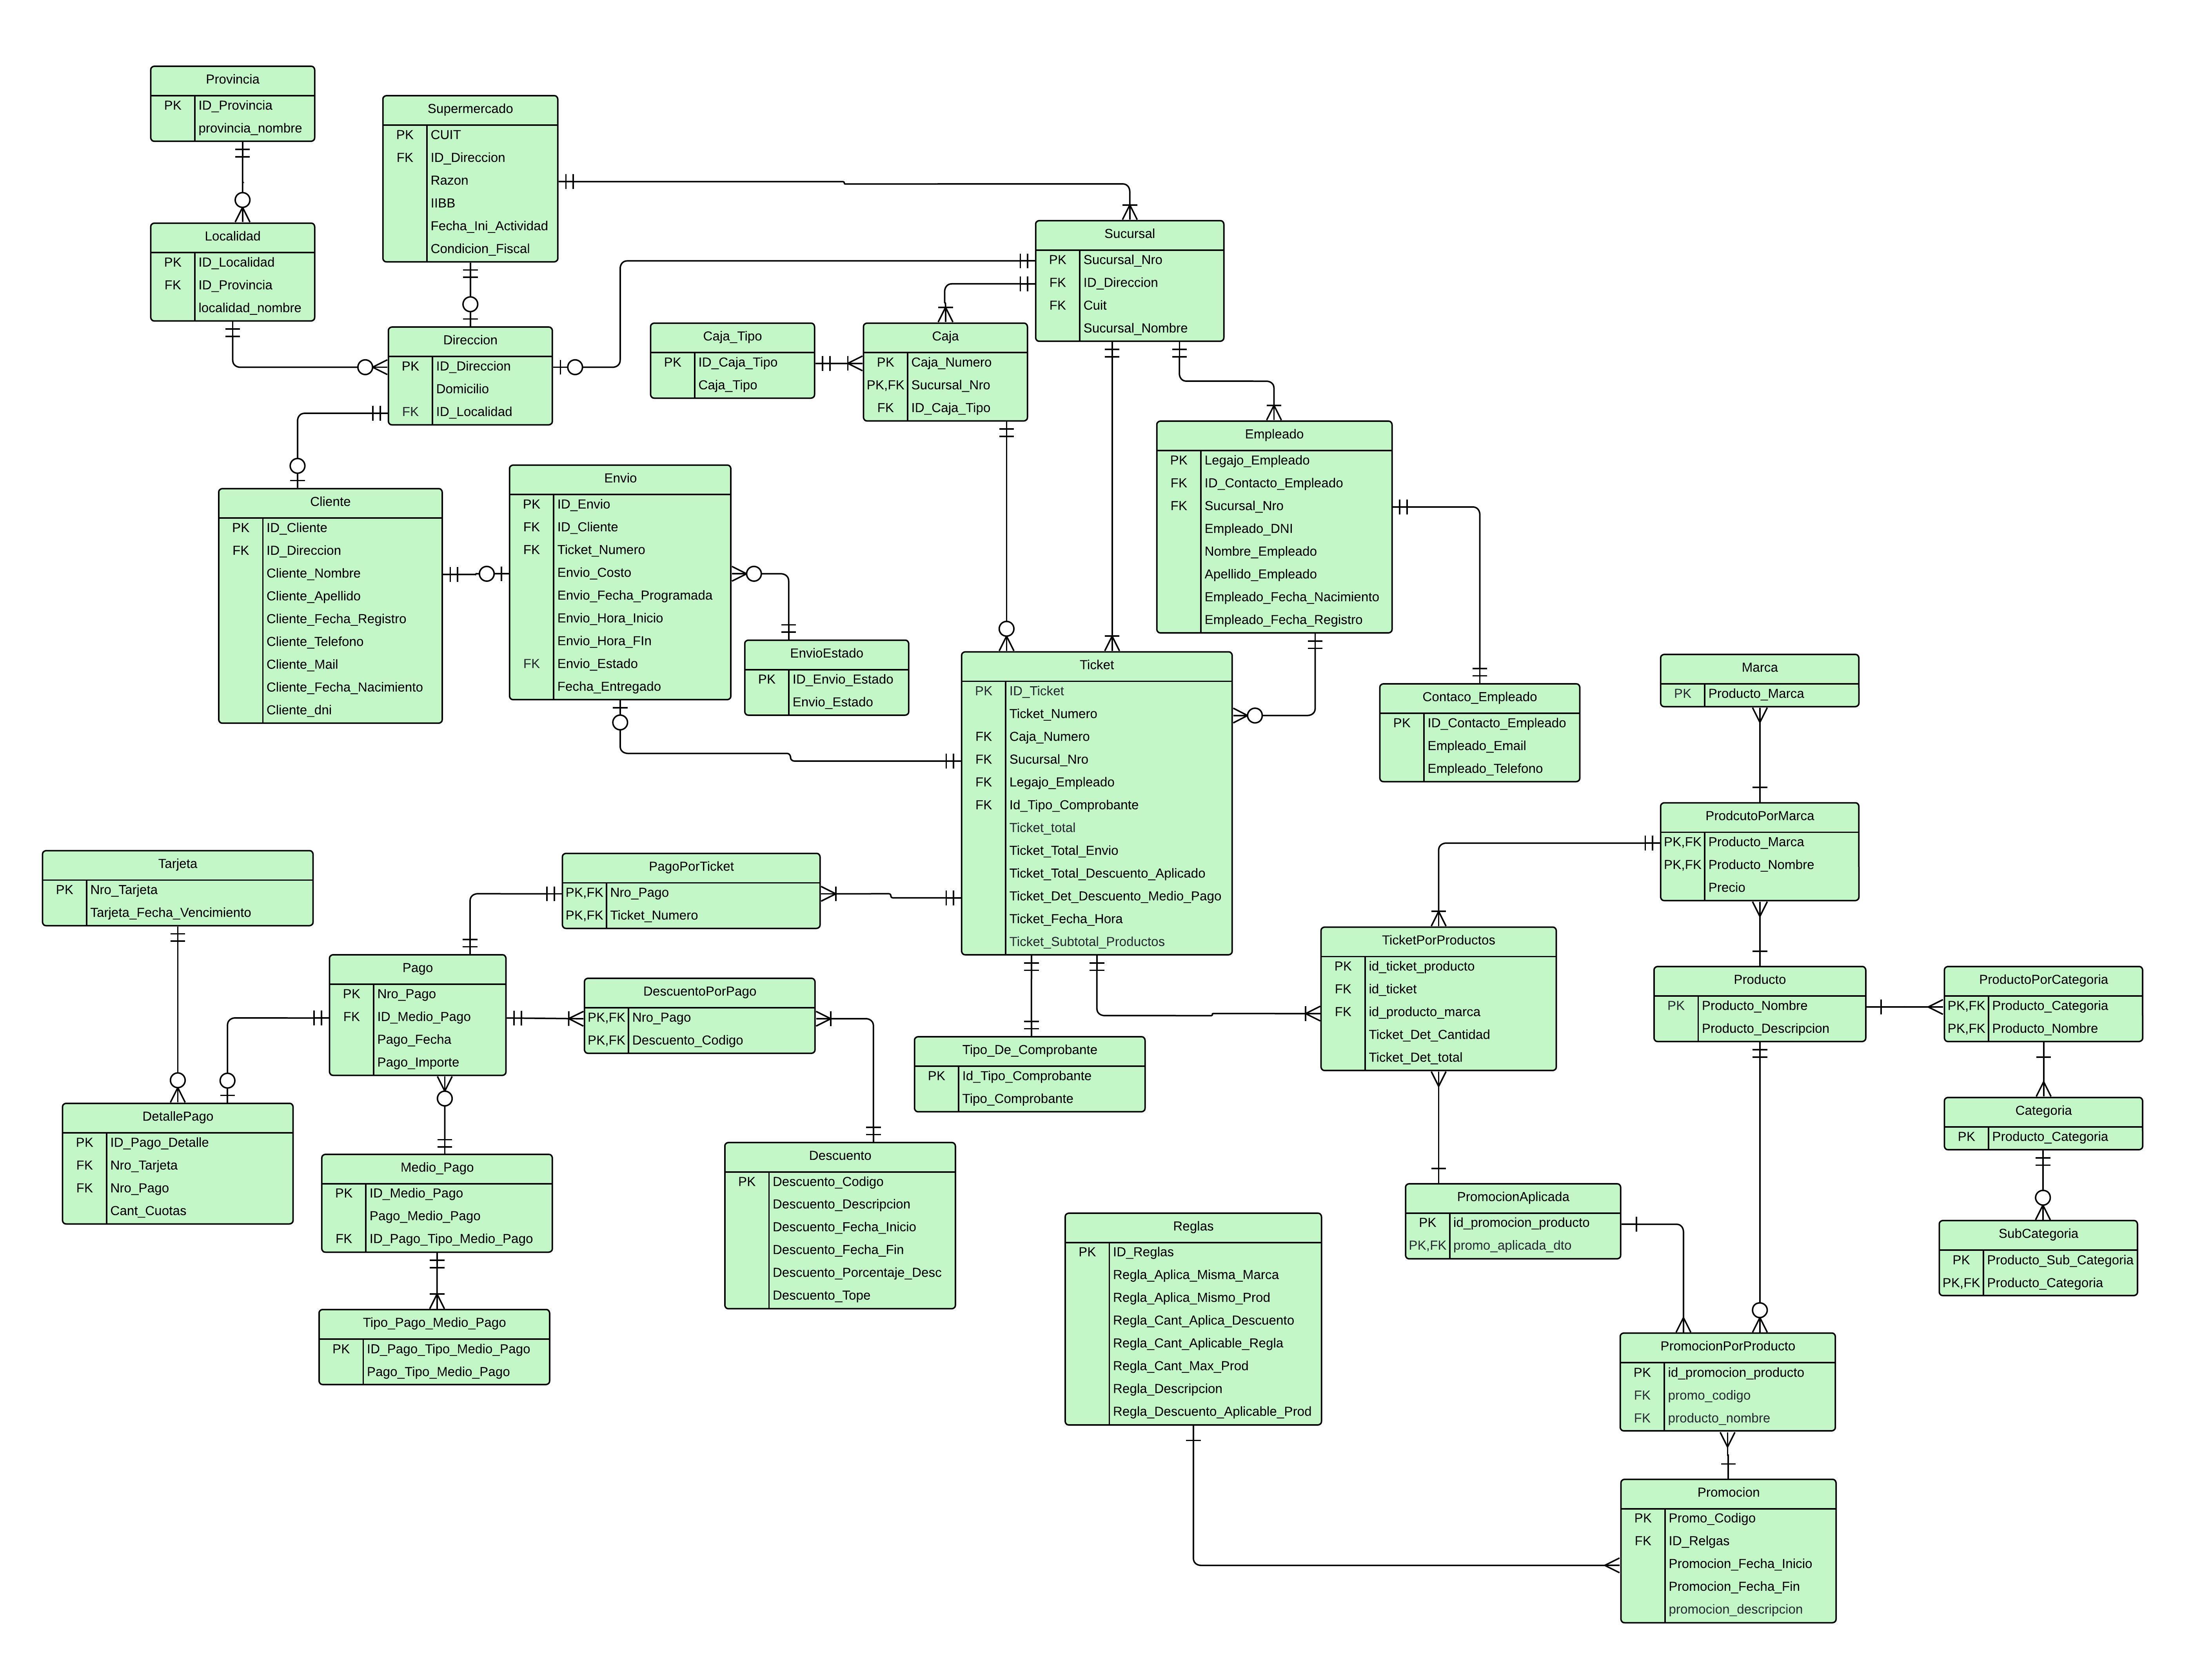 Provincia
PK ID_Provincia
provincia_nombre
Supermercado
PK CUIT
FK ID_Direccion
Razon
IIBB
Fecha_Ini_Actividad
Condicion_Fiscal
Localidad
PK ID_Localidad
FK ID_Provincia
localidad_nombre
Sucursal
PK Sucursal_Nro
FK ID_Direccion
FK Cuit
Sucursal_Nombre
Direccion
PK ID_Direccion
Domicilio
FK ID_Localidad
Caja_Tipo
PK ID_Caja_Tipo
Caja_Tipo
Caja
PK Caja_Numero
PK,FK Sucursal_Nro
FK ID_Caja_Tipo
Empleado
PK Legajo_Empleado
FK ID_Contacto_Empleado
FK Sucursal_Nro
Empleado_DNI
Nombre_Empleado
Apellido_Empleado
Empleado_Fecha_Nacimiento
Empleado_Fecha_Registro
Cliente
PK ID_Cliente
FK ID_Direccion
Cliente_Nombre
Cliente_Apellido
Cliente_Fecha_Registro
Cliente_Telefono
Cliente_Mail
Cliente_Fecha_Nacimiento
Cliente_dni
Envio
PK ID_Envio
FK ID_Cliente
FK Ticket_Numero
Envio_Costo
Envio_Fecha_Programada
Envio_Hora_Inicio
Envio_Hora_FIn
FK Envio_Estado
Fecha_Entregado
EnvioEstado
PK ID_Envio_Estado
Envio_Estado
Ticket
PK ID_Ticket
Ticket_Numero
FK Caja_Numero
FK Sucursal_Nro
FK Legajo_Empleado
FK Id_Tipo_Comprobante
Ticket_total
Ticket_Total_Envio
Ticket_Total_Descuento_Aplicado
Ticket_Det_Descuento_Medio_Pago
Ticket_Fecha_Hora
Ticket_Subtotal_Productos
Contaco_Empleado
PK ID_Contacto_Empleado
Empleado_Email
Empleado_Telefono
Marca
PK Producto_Marca
ProdcutoPorMarca
PK,FK Producto_Marca
PK,FK Producto_Nombre
Precio
Tarjeta
PK Nro_Tarjeta
Tarjeta_Fecha_Vencimiento
PagoPorTicket
PK,FK Nro_Pago
PK,FK Ticket_Numero
TicketPorProductos
PK id_ticket_producto
FK id_ticket
FK id_producto_marca
Ticket_Det_Cantidad
Ticket_Det_total
Pago
PK Nro_Pago
FK ID_Medio_Pago
Pago_Fecha
Pago_Importe
DescuentoPorPago
PK,FK Nro_Pago
PK,FK Descuento_Codigo
Producto
PK Producto_Nombre
Producto_Descripcion
ProductoPorCategoria
PK,FK Producto_Categoria
PK,FK Producto_Nombre
Tipo_De_Comprobante
PK Id_Tipo_Comprobante
Tipo_Comprobante
DetallePago
PK ID_Pago_Detalle
FK Nro_Tarjeta
FK Nro_Pago
Cant_Cuotas
Categoria
PK Producto_Categoria
Medio_Pago
PK ID_Medio_Pago
Pago_Medio_Pago
FK ID_Pago_Tipo_Medio_Pago
Descuento
PK Descuento_Codigo
Descuento_Descripcion
Descuento_Fecha_Inicio
Descuento_Fecha_Fin
Descuento_Porcentaje_Desc
Descuento_Tope
PromocionAplicada
PK id_promocion_producto
PK,FK promo_aplicada_dto
SubCategoria
PK Producto_Sub_Categoria
PK,FK Producto_Categoria
Reglas
PK ID_Reglas
Regla_Aplica_Misma_Marca
Regla_Aplica_Mismo_Prod
Regla_Cant_Aplica_Descuento
Regla_Cant_Aplicable_Regla
Regla_Cant_Max_Prod
Regla_Descripcion
Regla_Descuento_Aplicable_Prod
Tipo_Pago_Medio_Pago
PK ID_Pago_Tipo_Medio_Pago
Pago_Tipo_Medio_Pago
PromocionPorProducto
PK id_promocion_producto
FK promo_codigo
FK producto_nombre
Promocion
PK Promo_Codigo
FK ID_Relgas
Promocion_Fecha_Inicio
Promocion_Fecha_Fin
promocion_descripcion